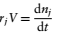 r_j V = dn_j/dt